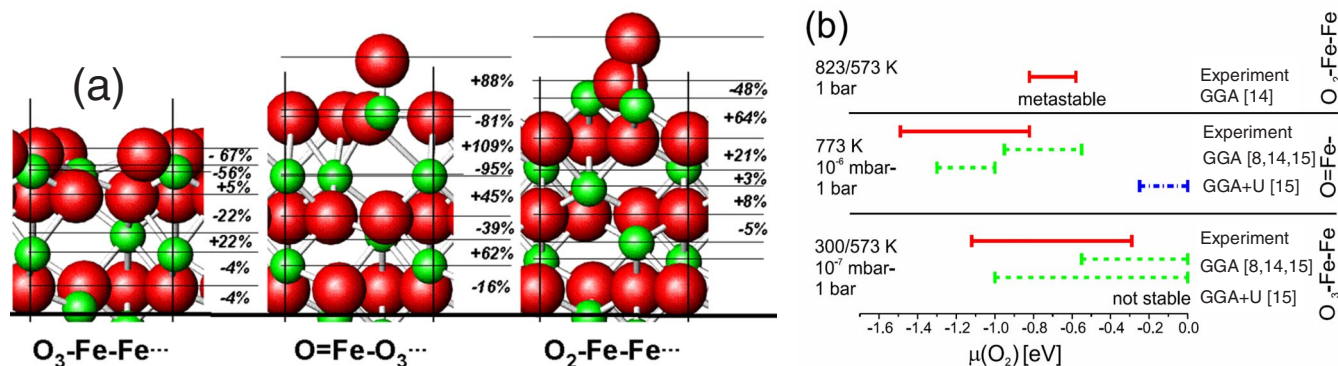 (a)
- 67%
-56%
+5%
-22%
+22%
-4%
-4%
O₃-Fe-Fe···
+88%
-81%
+109%
-95%
+45%
-39%
+62%
-16%
O=Fe-O₃···
-48%
+64%
+21%
+3%
+8%
-5%
O₂-Fe-Fe···
(b)
823/573 K
1 bar
metastable
Experiment
GGA [14]
O₂-Fe-Fe
773 K
10⁻⁶ mbar-
1 bar
Experiment
GGA [8,14,15]
GGA+U [15]
O=Fe-
300/573 K
10⁻⁷ mbar-
1 bar
not stable
Experiment
GGA [8,14,15]
GGA+U [15]
O₃-Fe-Fe
-1.6 -1.4 -1.2 -1.0 -0.8 -0.6 -0.4 -0.2 0.0
μ(O₂) [eV]